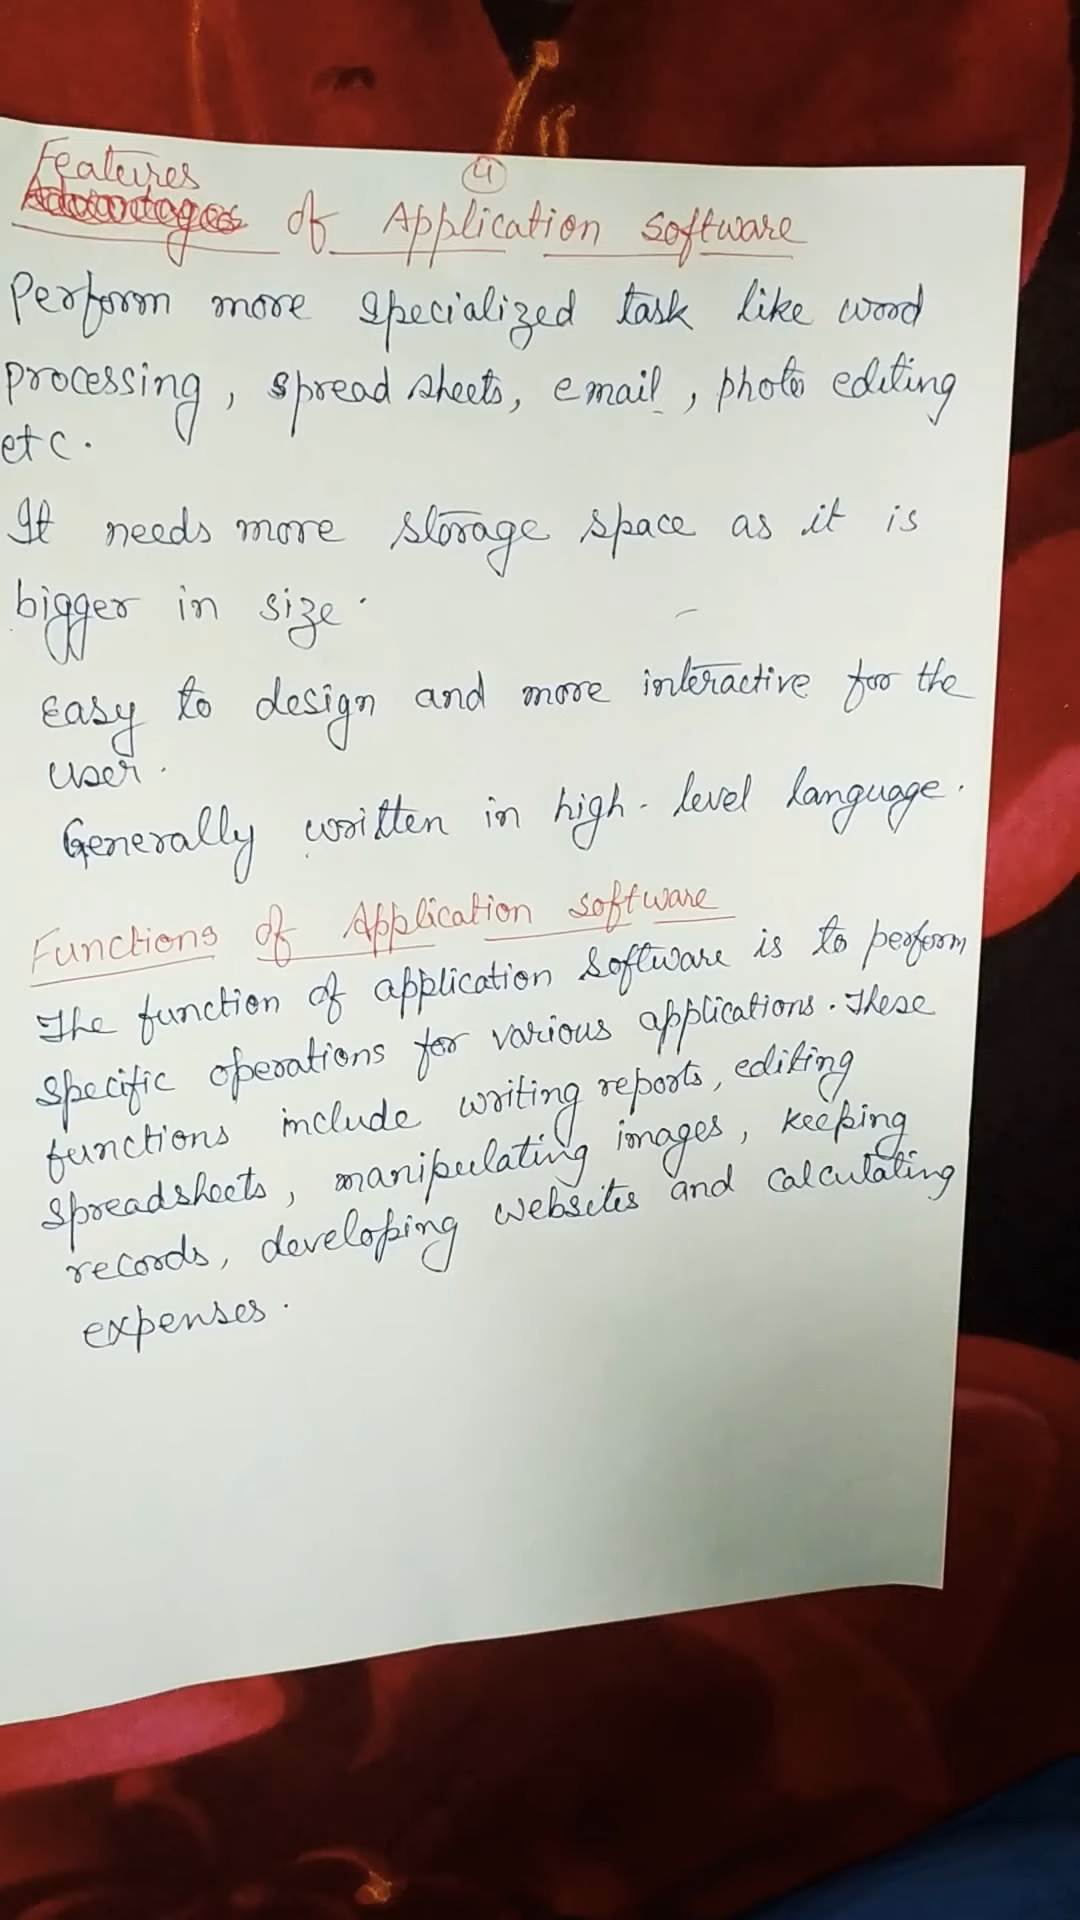 4
Features
Advantages of Application software
Perform more specialized task like word
processing, spread sheets, email, photo editing
etc.
It needs more storage space as it is
bigger in size.
Easy to design and more interactive for the
user.
Generally written in high-level language.
Functions of Application software
The function of application software is to perform
specific operations for various applications. These
functions include writing reports, editing
spreadsheets, manipulating images, keeping
records, developing websites and calculating
expenses.